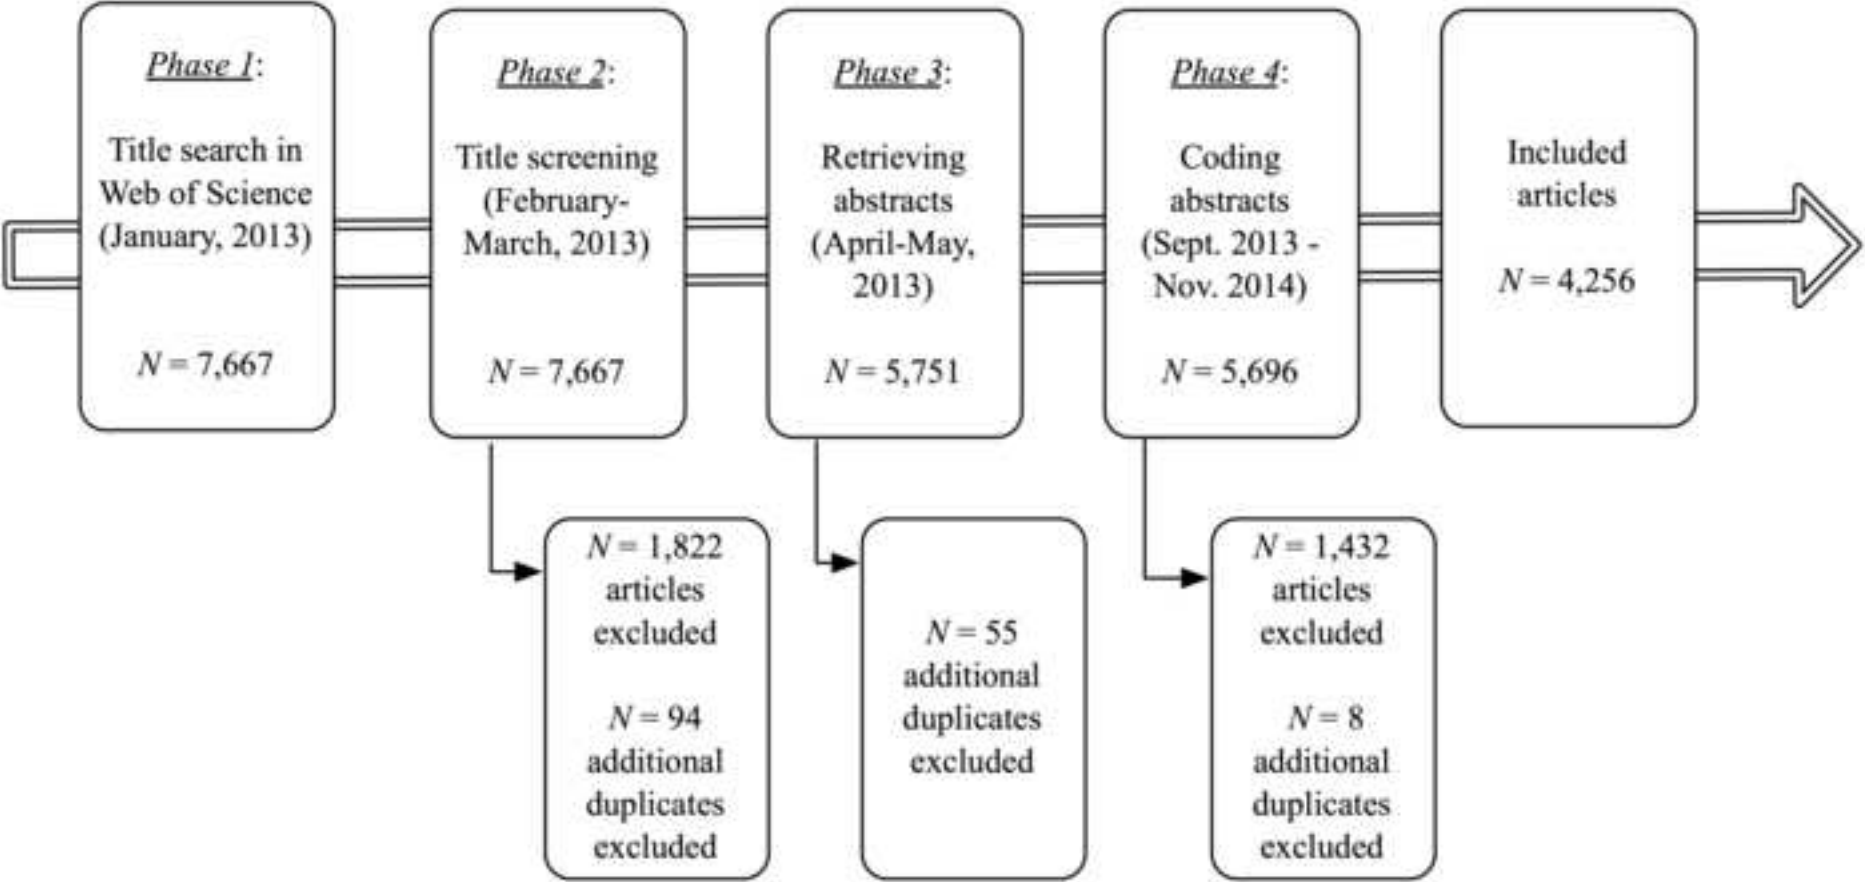 Phase 1:
Title search in
Web of Science
(January, 2013)
N = 7,667
Phase 2:
Title screening
(February-
March, 2013)
N = 7,667
Phase 3:
Retrieving
abstracts
(April-May,
2013)
N = 5,751
Phase 4:
Coding
abstracts
(Sept. 2013 -
Nov. 2014)
N = 5,696
Included
articles
N = 4,256
N = 1,822
articles
excluded
N = 94
additional
duplicates
excluded
N = 55
additional
duplicates
excluded
N = 1,432
articles
excluded
N = 8
additional
duplicates
excluded